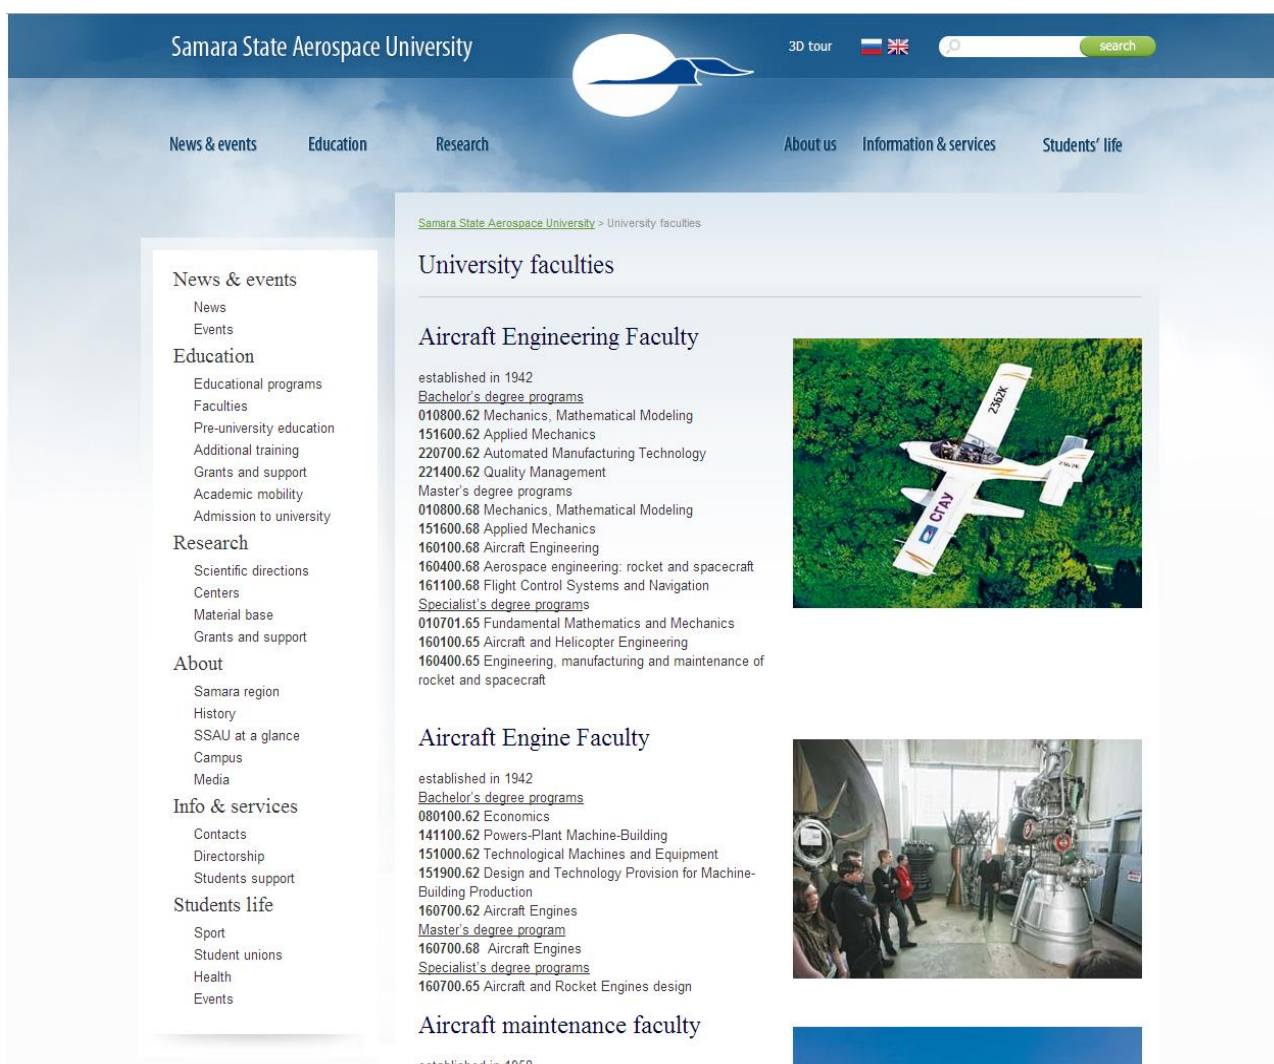 Samara State Aerospace University
3D tour
search
News & events
Education
Research
About us
Information & services
Students' life
Samara State Aerospace University > University faculties
University faculties
News & events
News
Events
Education
Educational programs
Faculties
Pre-university education
Additional training
Grants and support
Academic mobility
Admission to university
Research
Scientific directions
Centers
Material base
Grants and support
About
Samara region
History
SSAU at a glance
Campus
Media
Info & services
Contacts
Directorship
Students support
Students life
Sport
Student unions
Health
Events
Aircraft Engineering Faculty
established in 1942
Bachelor's degree programs
010800.62 Mechanics, Mathematical Modeling
151600.62 Applied Mechanics
220700.62 Automated Manufacturing Technology
221400.62 Quality Management
Master's degree programs
010800.68 Mechanics, Mathematical Modeling
151600.68 Applied Mechanics
160100.68 Aircraft Engineering
160400.68 Aerospace engineering: rocket and spacecraft
161100.68 Flight Control Systems and Navigation
Specialist's degree programs
010701.65 Fundamental Mathematics and Mechanics
160100.65 Aircraft and Helicopter Engineering
160400.65 Engineering, manufacturing and maintenance of
rocket and spacecraft
2362K
СГАУ
Aircraft Engine Faculty
established in 1942
Bachelor's degree programs
080100.62 Economics
141100.62 Powers-Plant Machine-Building
151000.62 Technological Machines and Equipment
151900.62 Design and Technology Provision for Machine-
Building Production
160700.62 Aircraft Engines
Master's degree program
160700.68 Aircraft Engines
Specialist's degree programs
160700.65 Aircraft and Rocket Engines design
Aircraft maintenance faculty